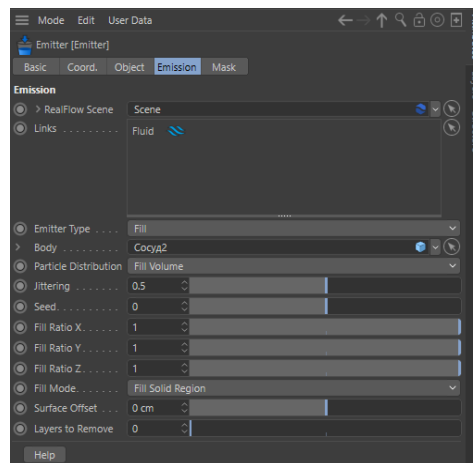 Mode Edit User Data
Emitter [Emitter]
Basic Coord. Object Emission Mask
Emission
RealFlow Scene Scene
Links . . . . . . . . . Fluid
Emitter Type . . . . Fill
Body . . . . . . . . . Сосуд2
Particle Distribution Fill Volume
Jittering . . . . . . . 0.5
Seed. . . . . . . . . . 0
Fill Ratio X. . . . . . 1
Fill Ratio Y. . . . . . 1
Fill Ratio Z. . . . . . 1
Fill Mode. . . . . . . Fill Solid Region
Surface Offset . . . 0 cm
Layers to Remove 0
Help